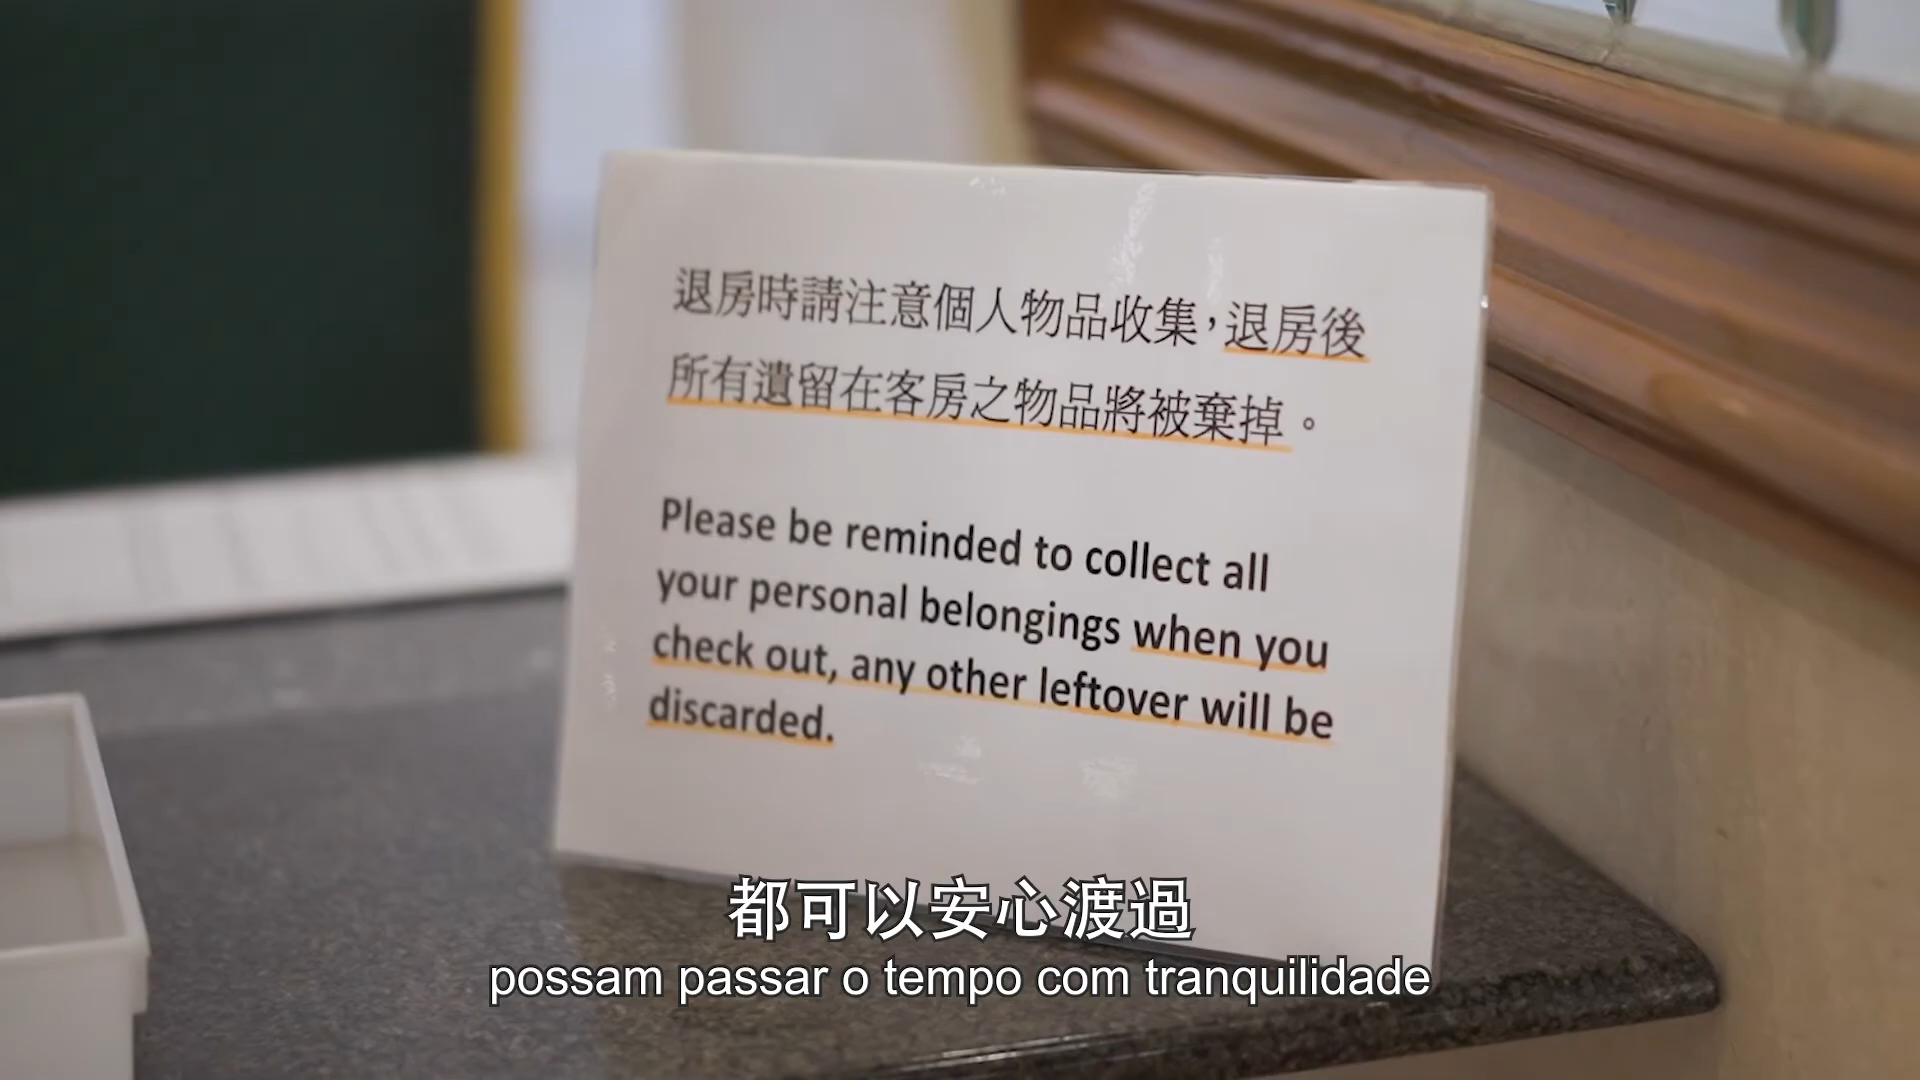 退房時請注意個人物品收集，退房後
所有遺留在客房之物品將被棄掉。
Please be reminded to collect all
your personal belongings when you
check out, any other leftover will be
discarded.
都可以安心渡過
possam passar o tempo com tranquilidade